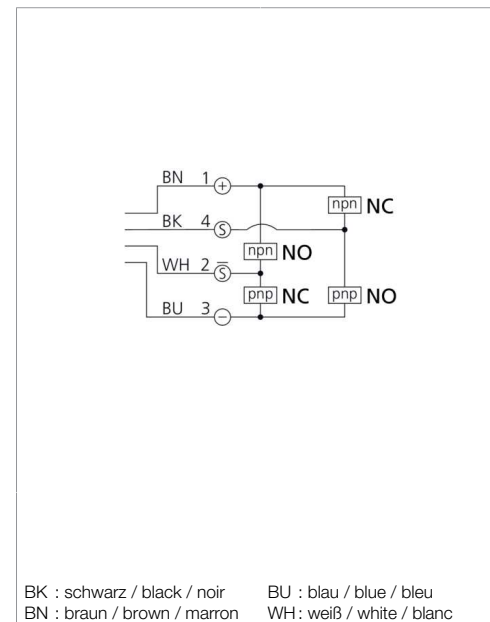 BN 1 +
npn NC
BK 4 S
npn NO
WH 2 S̅
pnp NC pnp NO
BU 3 −
BK : schwarz / black / noir BU : blau / blue / bleu
BN : braun / brown / marron WH : weiß / white / blanc